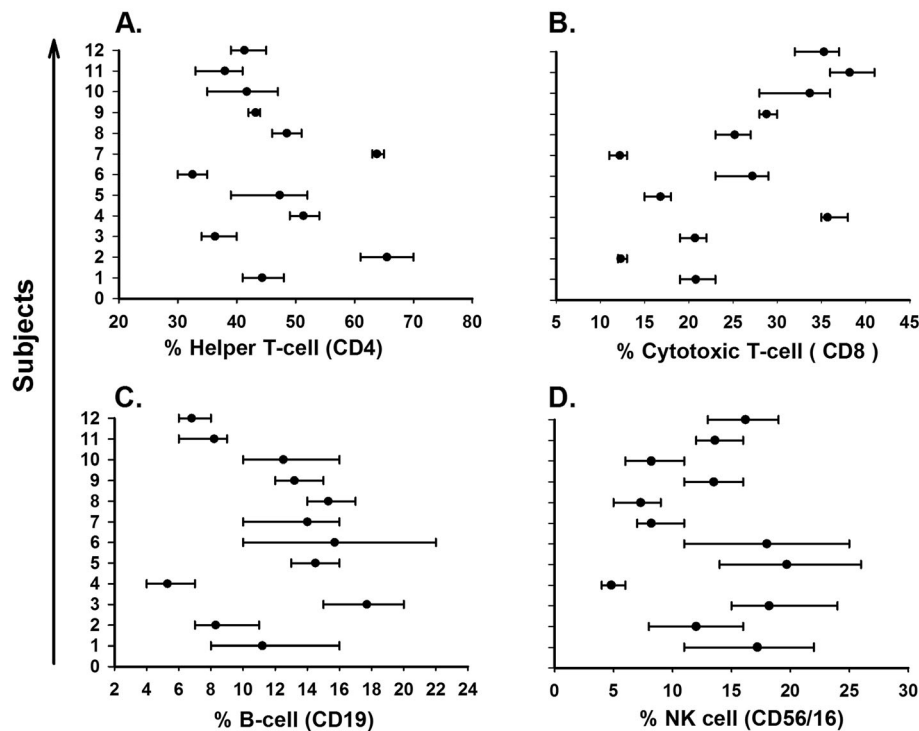 A.
B.
12
11
10
9
8
7
6
5
4
3
2
1
0
20 30 40 50 60 70 80
5 10 15 20 25 30 35 40 45
% Helper T-cell (CD4)
% Cytotoxic T-cell ( CD8 )
Subjects
C.
D.
12
11
10
9
8
7
6
5
4
3
2
1
0
2 4 6 8 10 12 14 16 18 20 22 24
0 5 10 15 20 25 30
% B-cell (CD19)
% NK cell (CD56/16)